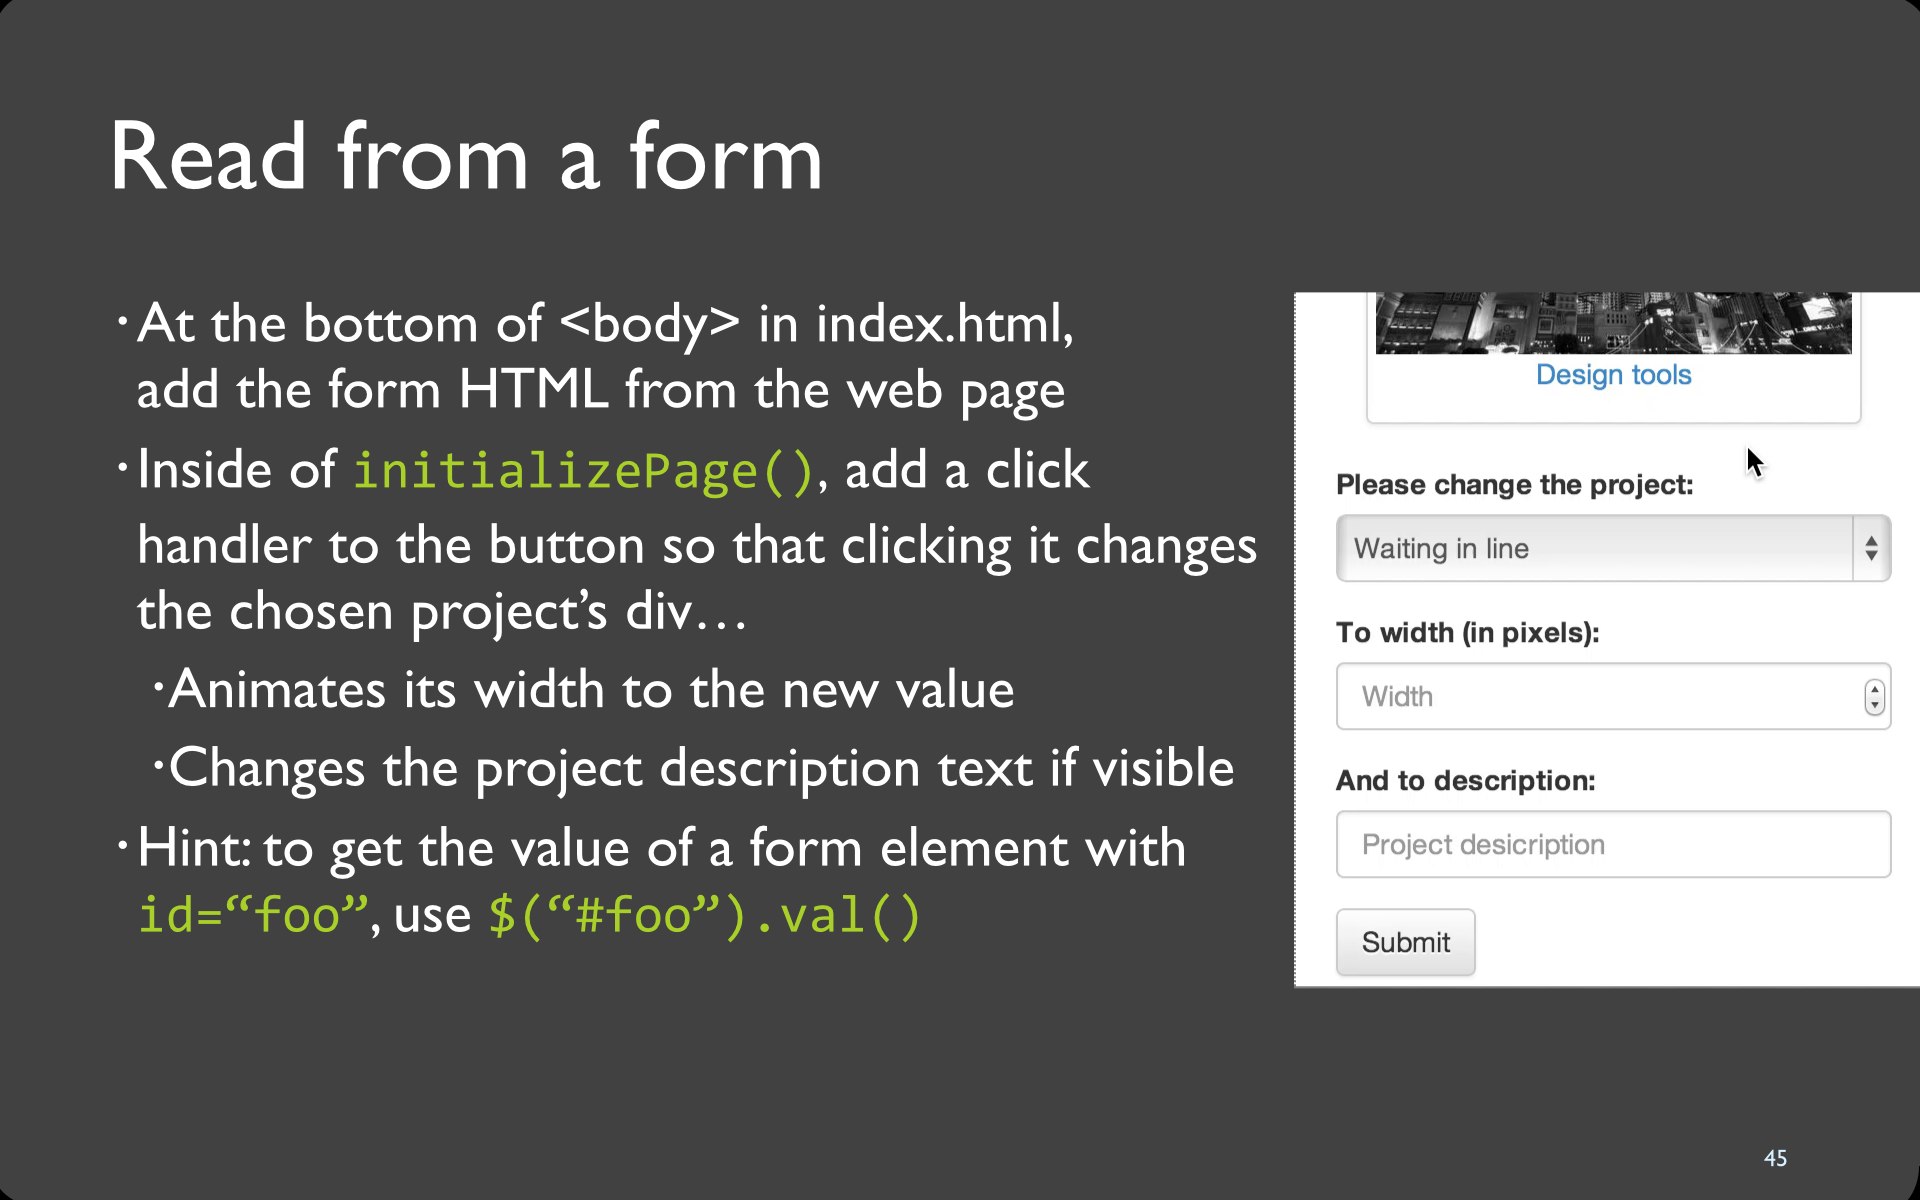 Read from a form
· At the bottom of <body> in index.html,
add the form HTML from the web page
· Inside of initializePage(), add a click
handler to the button so that clicking it changes
the chosen project’s div…
· Animates its width to the new value
· Changes the project description text if visible
· Hint: to get the value of a form element with
id=“foo”, use $(“#foo”).val()
Design tools
Please change the project:
Waiting in line
To width (in pixels):
Width
And to description:
Project desicription
Submit
45